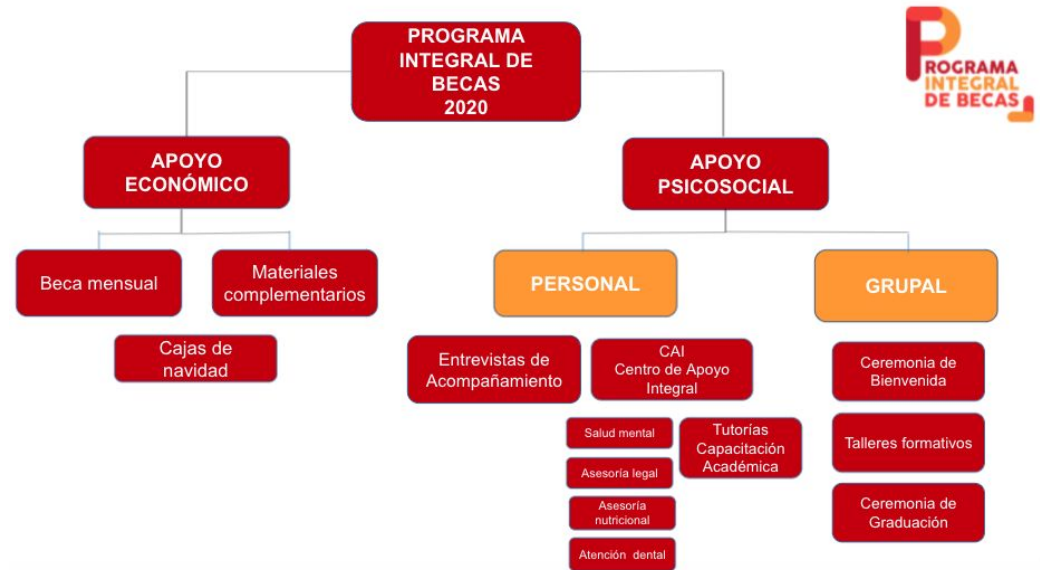 PROGRAMA
INTEGRAL DE
BECAS
2020
PROGRAMA
INTEGRAL
DE BECAS
APOYO
ECONÓMICO
APOYO
PSICOSOCIAL
Beca mensual
Materiales
complementarios
PERSONAL
GRUPAL
Cajas de
navidad
Entrevistas de
Acompañamiento
CAI
Centro de Apoyo
Integral
Ceremonia de
Bienvenida
Salud mental
Asesoría legal
Asesoría
nutricional
Atención dental
Tutorías
Capacitación
Académica
Talleres formativos
Ceremonia de
Graduación